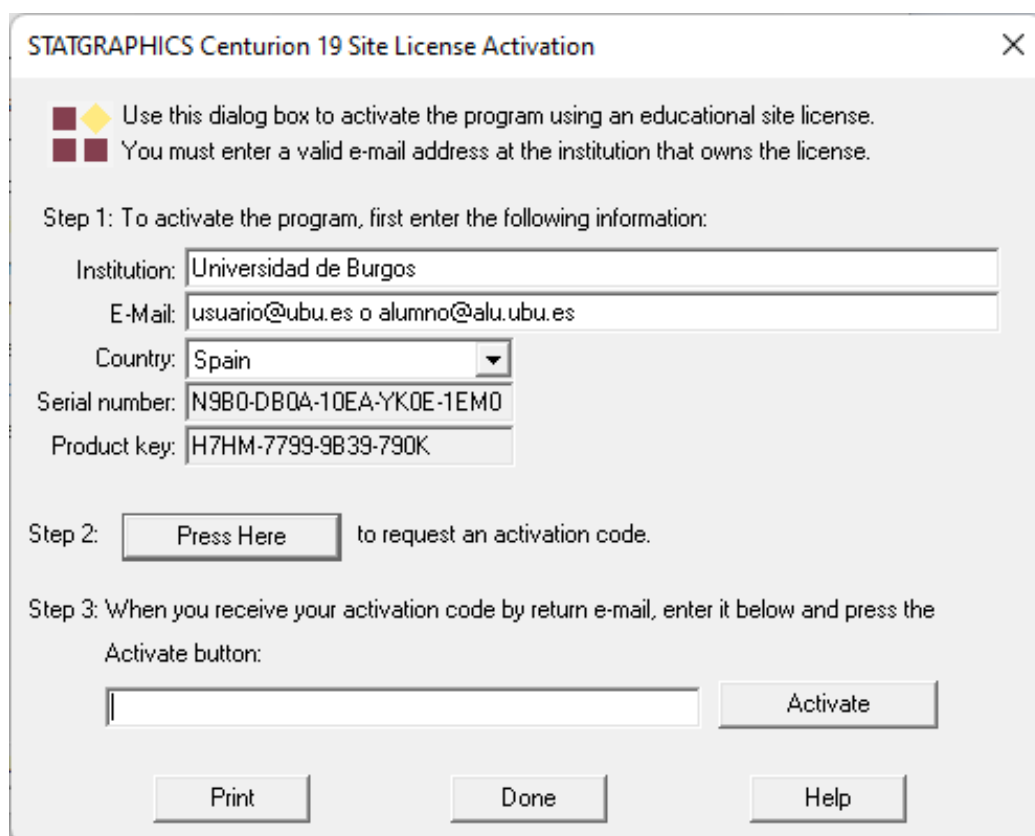 STATGRAPHICS Centurion 19 Site License Activation
Use this dialog box to activate the program using an educational site license.
You must enter a valid e-mail address at the institution that owns the license.
Step 1: To activate the program, first enter the following information:
Institution: Universidad de Burgos
E-Mail: usuario@ubu.es o alumno@alu.ubu.es
Country: Spain
Serial number: N9B0-DB0A-10EA-YK0E-1EM0
Product key: H7HM-7799-9B39-790K
Step 2: Press Here to request an activation code.
Step 3: When you receive your activation code by return e-mail, enter it below and press the
Activate button:
Activate
Print Done Help